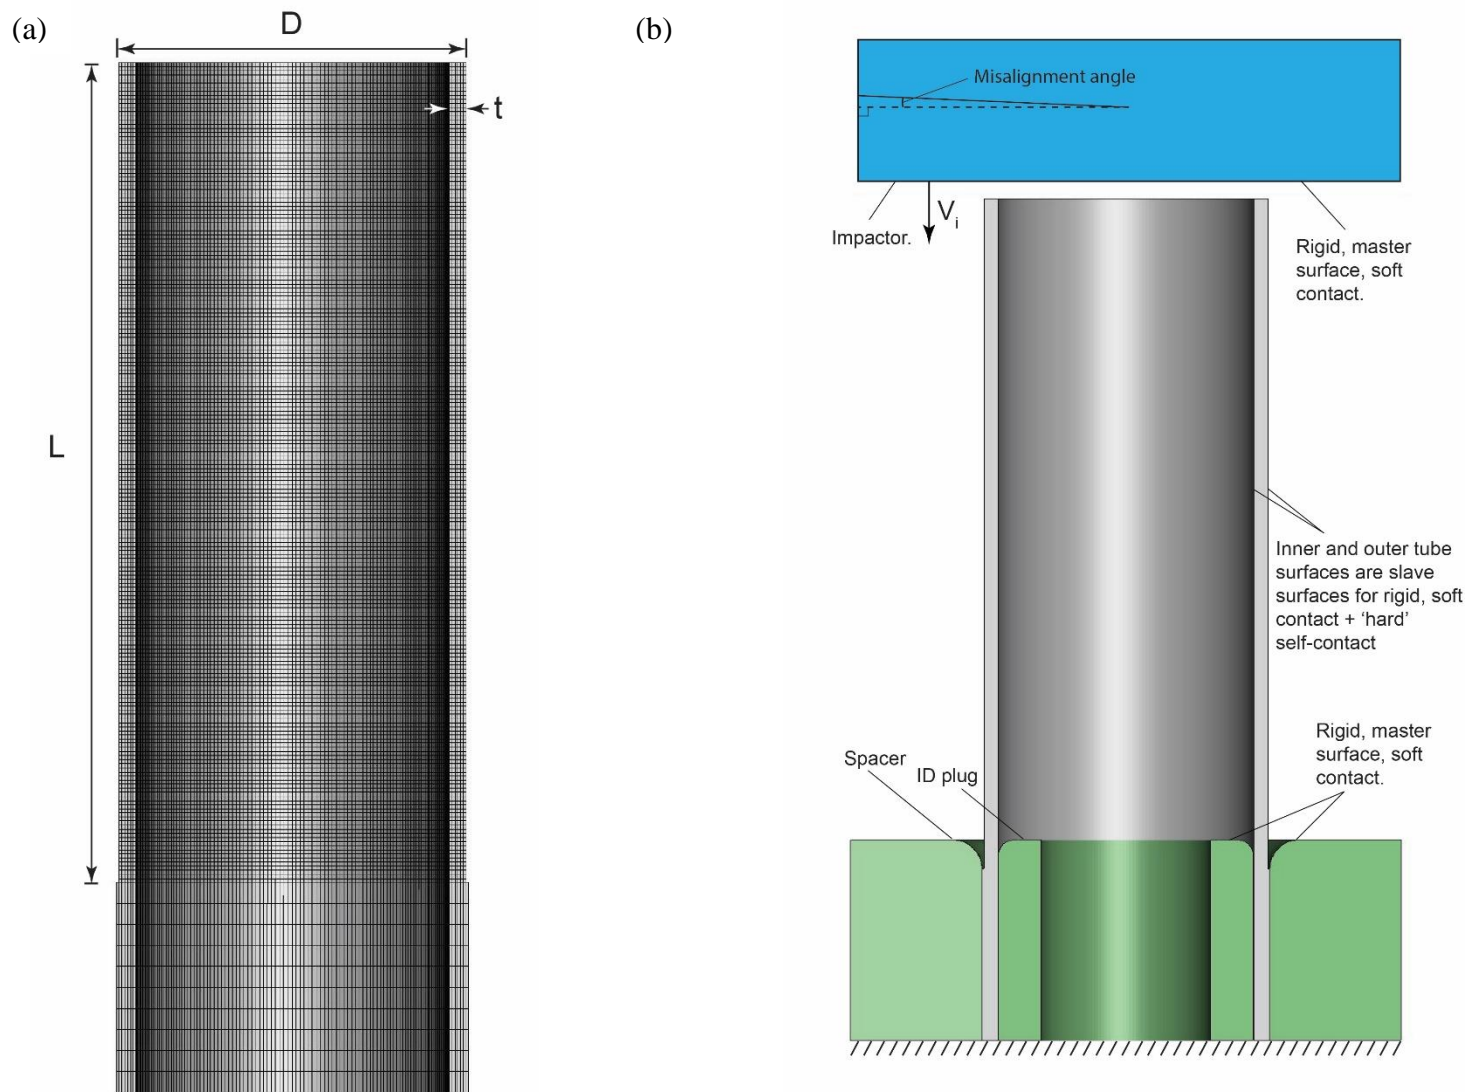 (a)
D
t
L
(b)
Misalignment angle
V_i
Impactor.
Rigid, master
surface, soft
contact.
Inner and outer tube
surfaces are slave
surfaces for rigid, soft
contact + ‘hard’
self-contact
Rigid, master
surface, soft
contact.
Spacer
ID plug